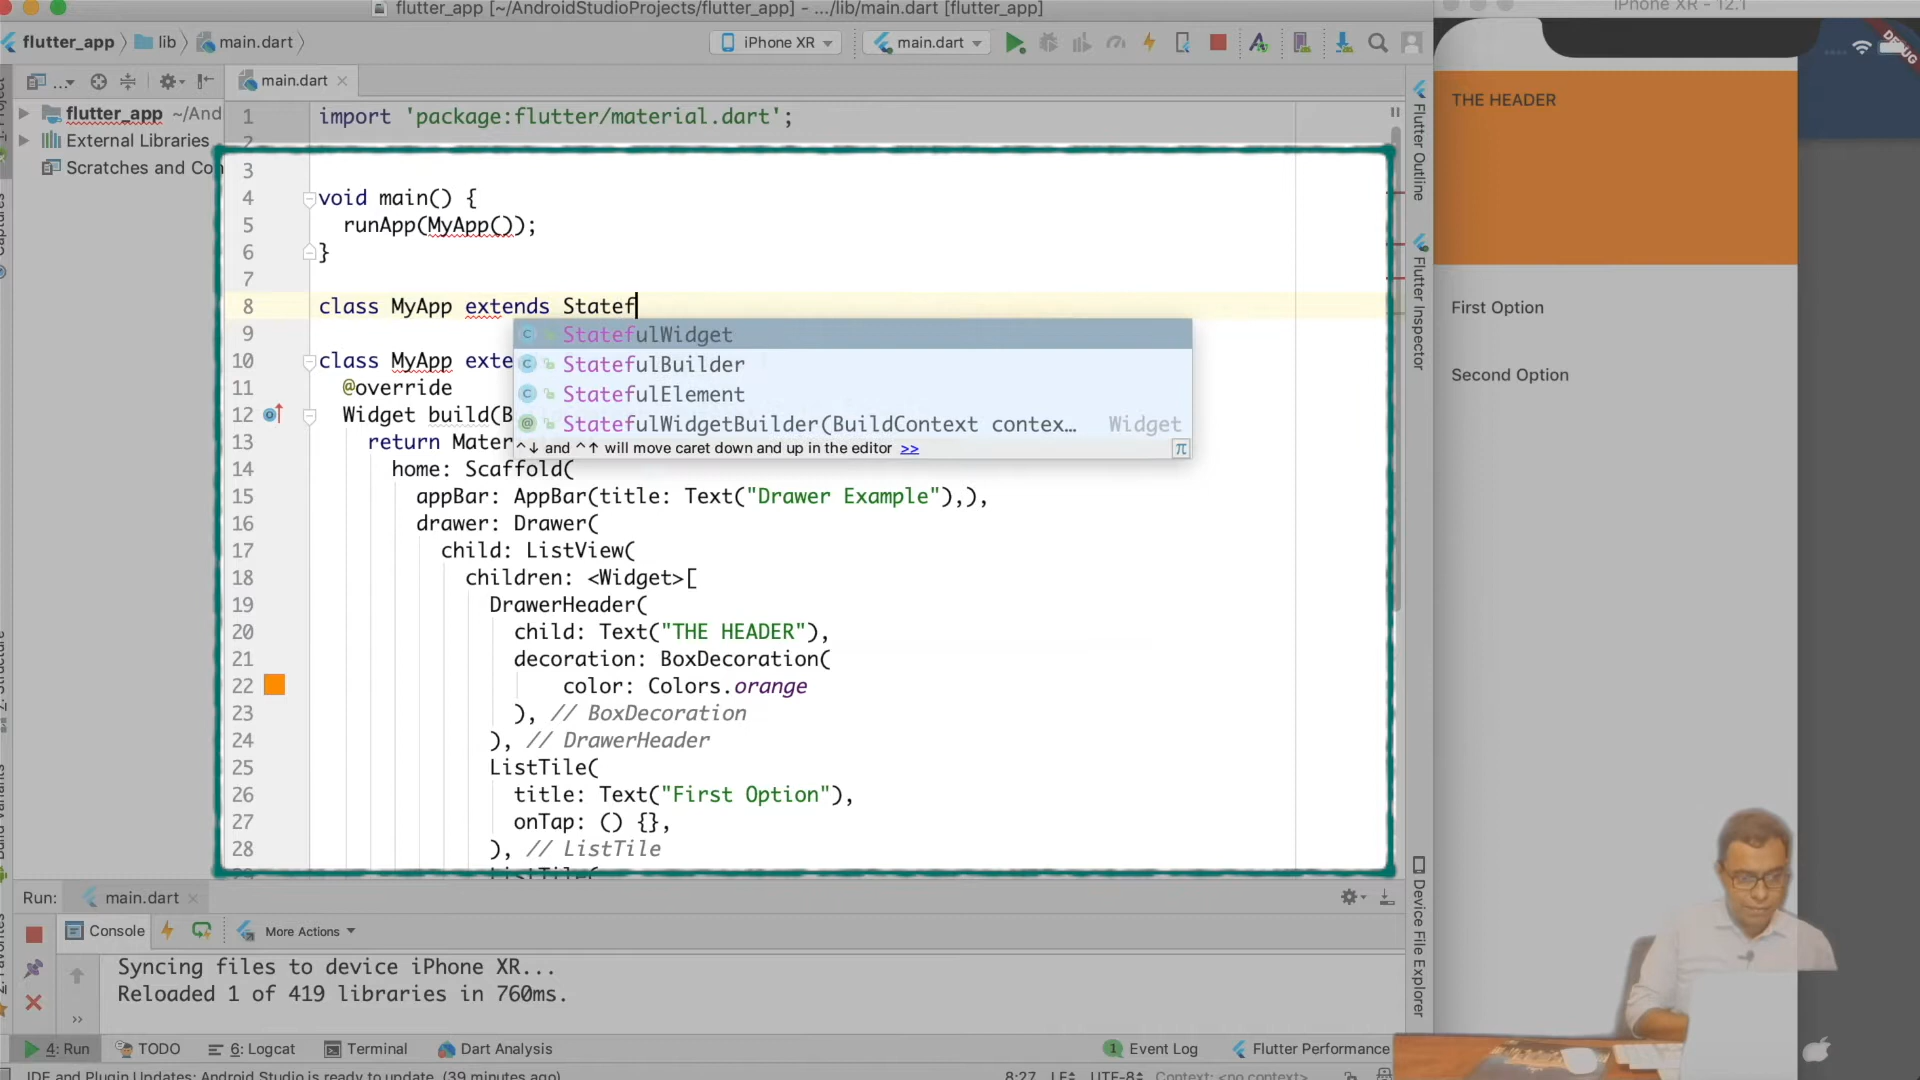 flutter_app [~/AndroidStudioProjects/flutter_app] - .../lib/main.dart [flutter_app]
iPhone XR - 12.1
flutter_app
lib
main.dart
iPhone XR
main.dart
DEBUG
...
main.dart
flutter_app ~/And
External Libraries
Scratches and Con
1 import 'package:flutter/material.dart';
2
3
4 void main() {
5 runApp(MyApp());
6 }
7
8 class MyApp extends Statef
9
StatefulWidget
StatefulBuilder
StatefulElement
StatefulWidgetBuilder(BuildContext contex… Widget
^↓ and ^↑ will move caret down and up in the editor >> π
10 class MyApp exte
11 @override
12 Widget build(B
13 return Mater
14 home: Scaffold(
15 appBar: AppBar(title: Text("Drawer Example"),),
16 drawer: Drawer(
17 child: ListView(
18 children: <Widget>[
19 DrawerHeader(
20 child: Text("THE HEADER"),
21 decoration: BoxDecoration(
22 color: Colors.orange
23 ), // BoxDecoration
24 ), // DrawerHeader
25 ListTile(
26 title: Text("First Option"),
27 onTap: () {},
28 ), // ListTile
Flutter Outline
Flutter Inspector
Device File Explorer
THE HEADER
First Option
Second Option
Run: main.dart
Console
More Actions
Syncing files to device iPhone XR...
Reloaded 1 of 419 libraries in 760ms.
4: Run
TODO
6: Logcat
Terminal
Dart Analysis
1 Event Log
Flutter Performance
IDE and Plugin Updates: Android Studio is ready to update. (39 minutes ago)
8:27 LF UTF-8 Context: <no context>